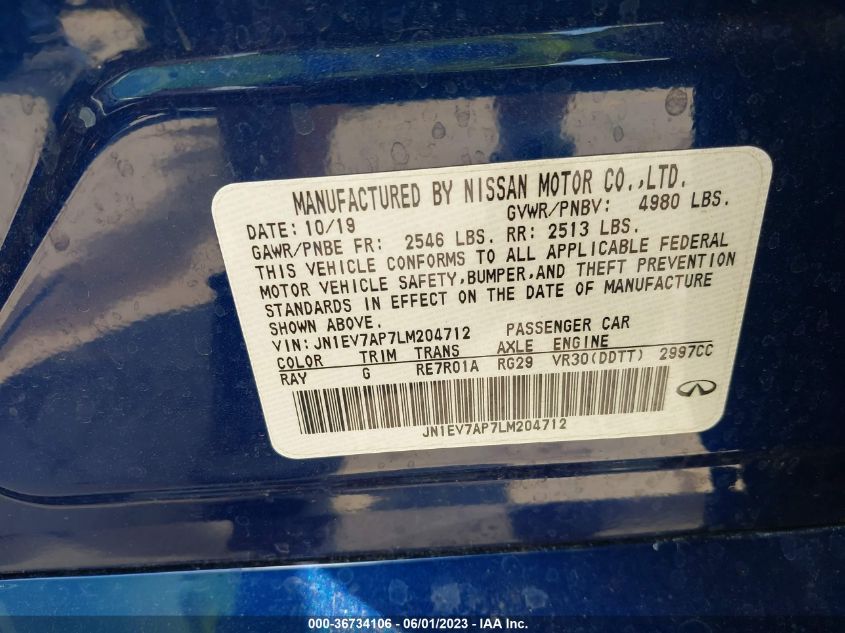 MANUFACTURED BY NISSAN MOTOR CO.,LTD.
DATE: 10/19 GVWR/PNBV: 4980 LBS.
GAWR/PNBE FR: 2546 LBS. RR: 2513 LBS.
THIS VEHICLE CONFORMS TO ALL APPLICABLE FEDERAL
MOTOR VEHICLE SAFETY,BUMPER,AND THEFT PREVENTION
STANDARDS IN EFFECT ON THE DATE OF MANUFACTURE
SHOWN ABOVE.
VIN: JN1EV7AP7LM204712 PASSENGER CAR
COLOR TRIM TRANS AXLE ENGINE
RAY G RE7R01A RG29 VR30(DDTT) 2997CC
JN1EV7AP7LM204712
000-36734106 - 06/01/2023 - IAAI.com